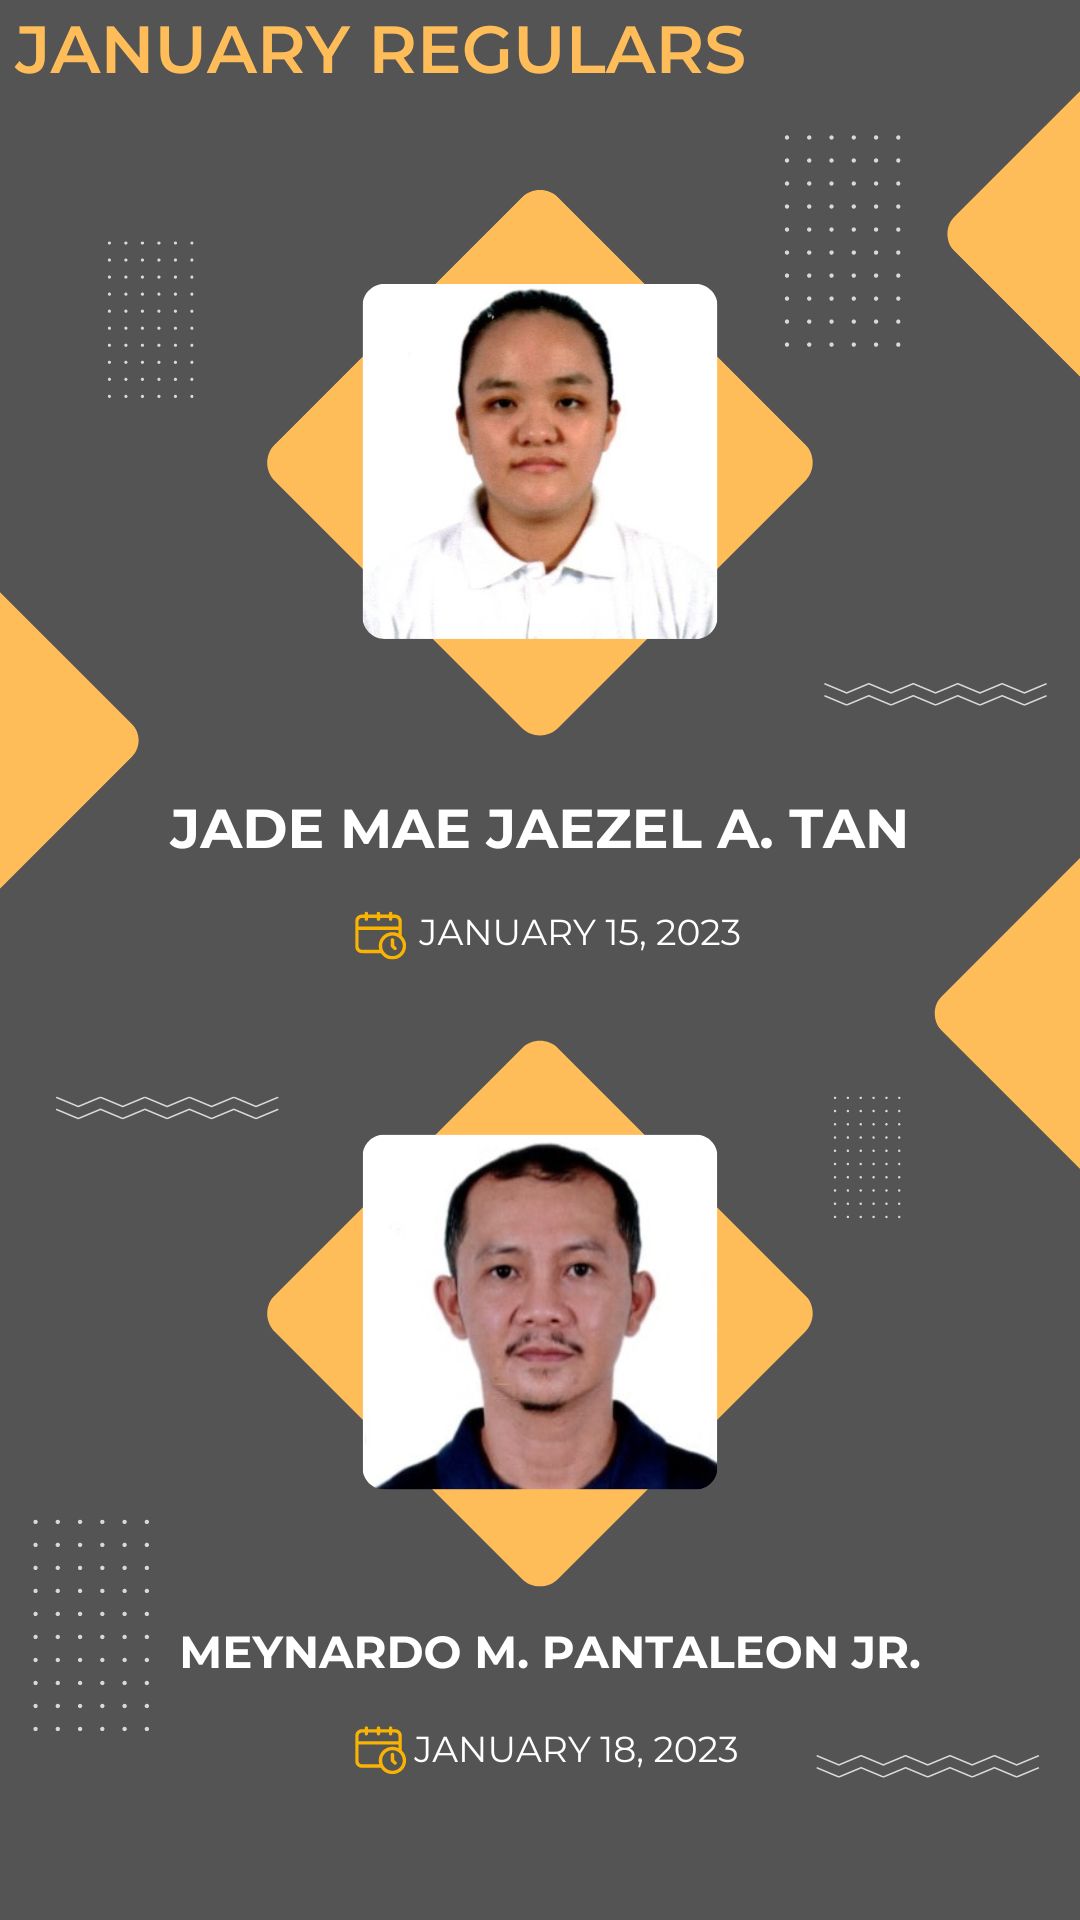 JANUARY REGULARS
JADE MAE JAEZEL A. TAN
JANUARY 15, 2023
MEYNARDO M. PANTALEON JR.
JANUARY 18, 2023